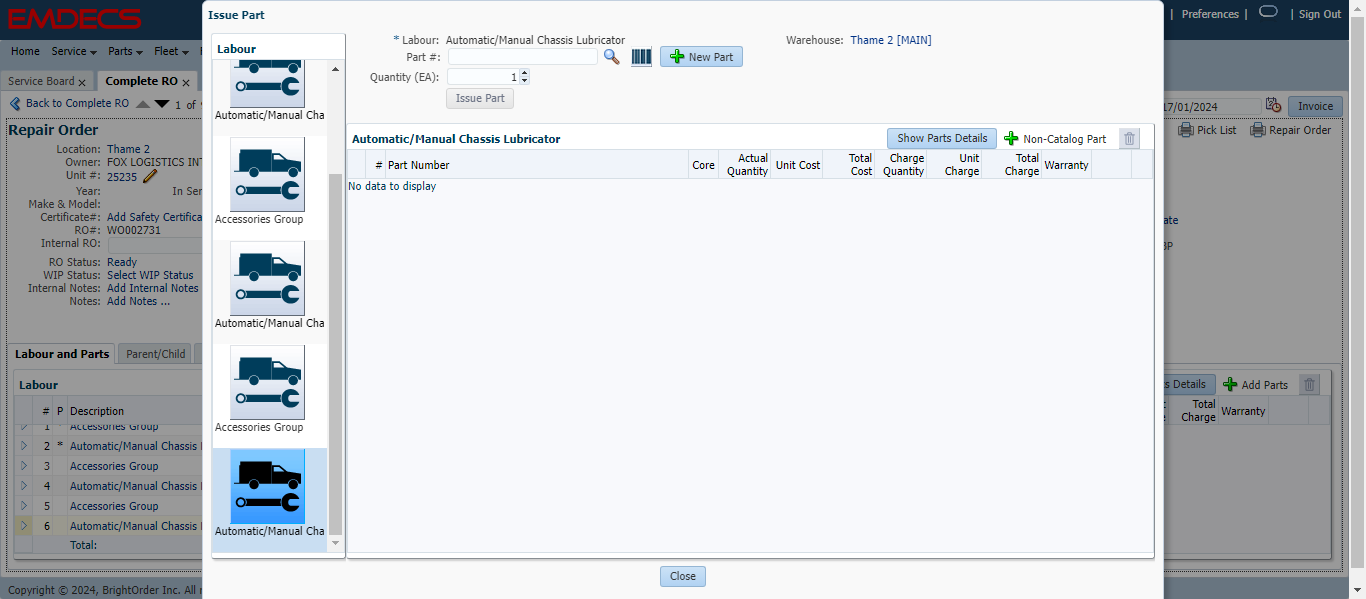 EMDECS
Issue Part
| Preferences | | Sign Out
Home Service Parts Fleet
Service Board x Complete RO x
Back to Complete RO 1 of
17/01/2024 Invoice
Pick List Repair Order
Repair Order
Location: Thame 2
Owner: FOX LOGISTICS INT
Unit #: 25235
Year: In Ser
Make & Model:
Certificate#: Add Safety Certifica
RO#: WO002731
Internal RO:
RO Status: Ready
WIP Status: Select WIP Status
Internal Notes: Add Internal Notes
Notes: Add Notes ...
Labour and Parts Parent/Child
Labour
# P Description
1 * Accessories Group
2 * Automatic/Manual Chassis
3 Accessories Group
4 Automatic/Manual Chassis
5 Accessories Group
6 Automatic/Manual Chassis
Total:
Copyright © 2024, BrightOrder Inc. All
Labour
Automatic/Manual Cha
Accessories Group
Automatic/Manual Cha
Accessories Group
Automatic/Manual Cha
* Labour: Automatic/Manual Chassis Lubricator
Warehouse: Thame 2 [MAIN]
Part #: New Part
Quantity (EA): 1
Issue Part
Automatic/Manual Chassis Lubricator Show Parts Details Non-Catalog Part
# Part Number Core Actual Quantity Unit Cost Total Cost Charge Quantity Unit Charge Total Charge Warranty
No data to display
Close
ate
3P
s Details Add Parts
Total Charge Warranty